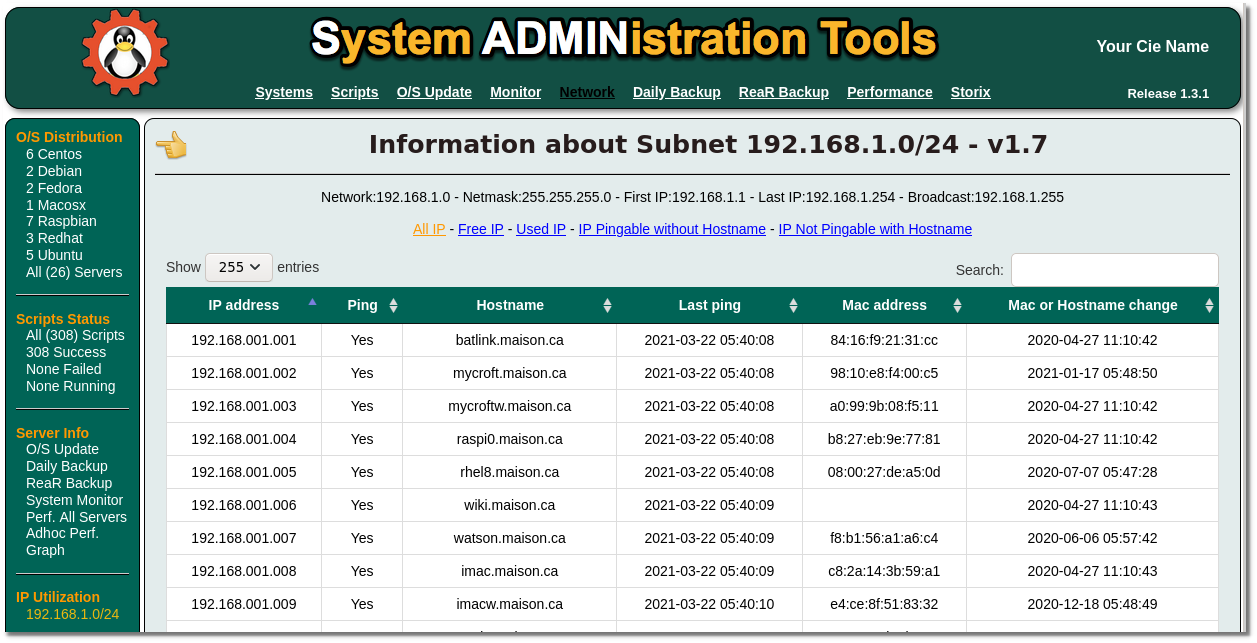 System ADMINistration Tools
Your Cie Name
Systems Scripts O/S Update Monitor Network Daily Backup ReaR Backup Performance Storix
Release 1.3.1
O/S Distribution
6 Centos
2 Debian
2 Fedora
1 Macosx
7 Raspbian
3 Redhat
5 Ubuntu
All (26) Servers
Scripts Status
All (308) Scripts
308 Success
None Failed
None Running
Server Info
O/S Update
Daily Backup
ReaR Backup
System Monitor
Perf. All Servers
Adhoc Perf.
Graph
IP Utilization
192.168.1.0/24
Information about Subnet 192.168.1.0/24 - v1.7
Network:192.168.1.0 - Netmask:255.255.255.0 - First IP:192.168.1.1 - Last IP:192.168.1.254 - Broadcast:192.168.1.255
All IP - Free IP - Used IP - IP Pingable without Hostname - IP Not Pingable with Hostname
Show 255 entries Search:
IP address Ping Hostname Last ping Mac address Mac or Hostname change
192.168.001.001 Yes batlink.maison.ca 2021-03-22 05:40:08 84:16:f9:21:31:cc 2020-04-27 11:10:42
192.168.001.002 Yes mycroft.maison.ca 2021-03-22 05:40:08 98:10:e8:f4:00:c5 2021-01-17 05:48:50
192.168.001.003 Yes mycroftw.maison.ca 2021-03-22 05:40:08 a0:99:9b:08:f5:11 2020-04-27 11:10:42
192.168.001.004 Yes raspi0.maison.ca 2021-03-22 05:40:08 b8:27:eb:9e:77:81 2020-04-27 11:10:42
192.168.001.005 Yes rhel8.maison.ca 2021-03-22 05:40:08 08:00:27:de:a5:0d 2020-07-07 05:47:28
192.168.001.006 Yes wiki.maison.ca 2021-03-22 05:40:09 2020-04-27 11:10:43
192.168.001.007 Yes watson.maison.ca 2021-03-22 05:40:09 f8:b1:56:a1:a6:c4 2020-06-06 05:57:42
192.168.001.008 Yes imac.maison.ca 2021-03-22 05:40:09 c8:2a:14:3b:59:a1 2020-04-27 11:10:43
192.168.001.009 Yes imacw.maison.ca 2021-03-22 05:40:10 e4:ce:8f:51:83:32 2020-12-18 05:48:49